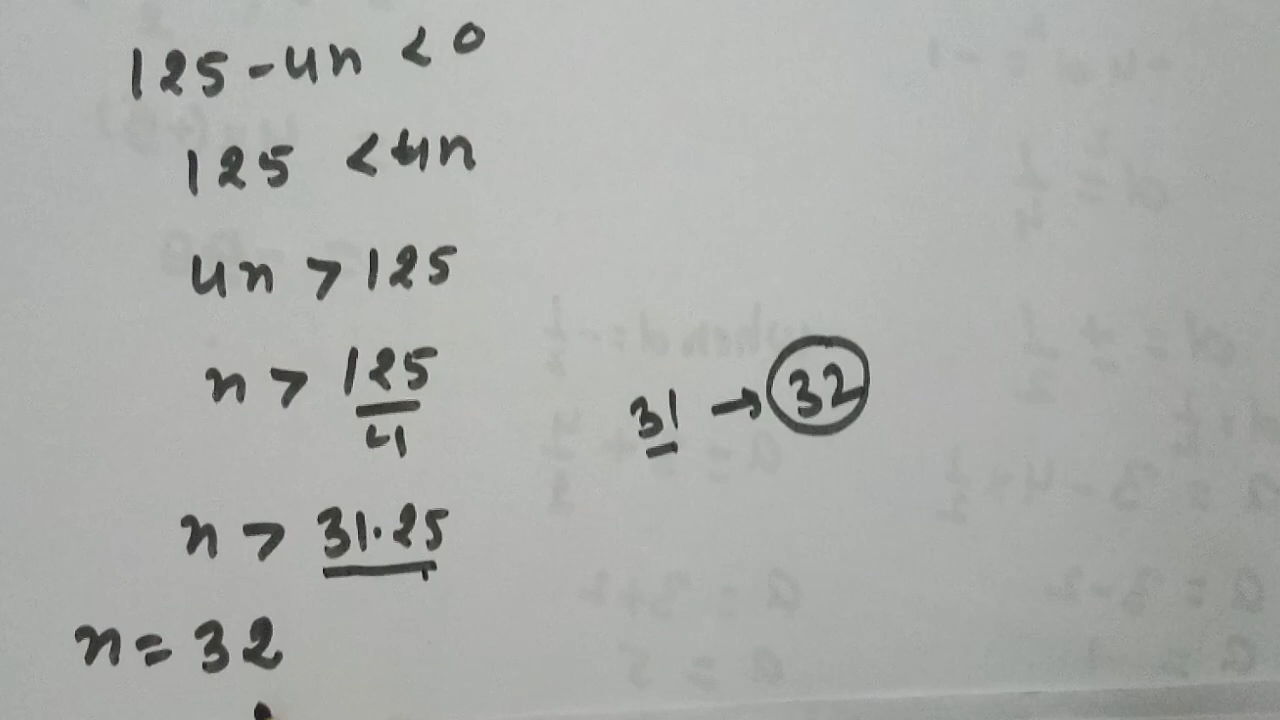 125-4n < 0
125 < 4n
4n > 125
n > 125/4
31 → 32
n > 31.25
n = 32